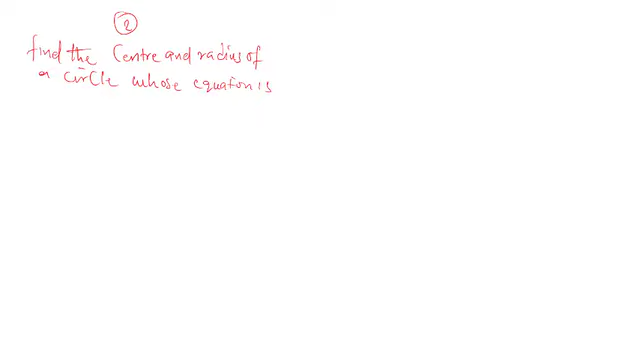 2
find the Centre and radius of
a circle whose equation is